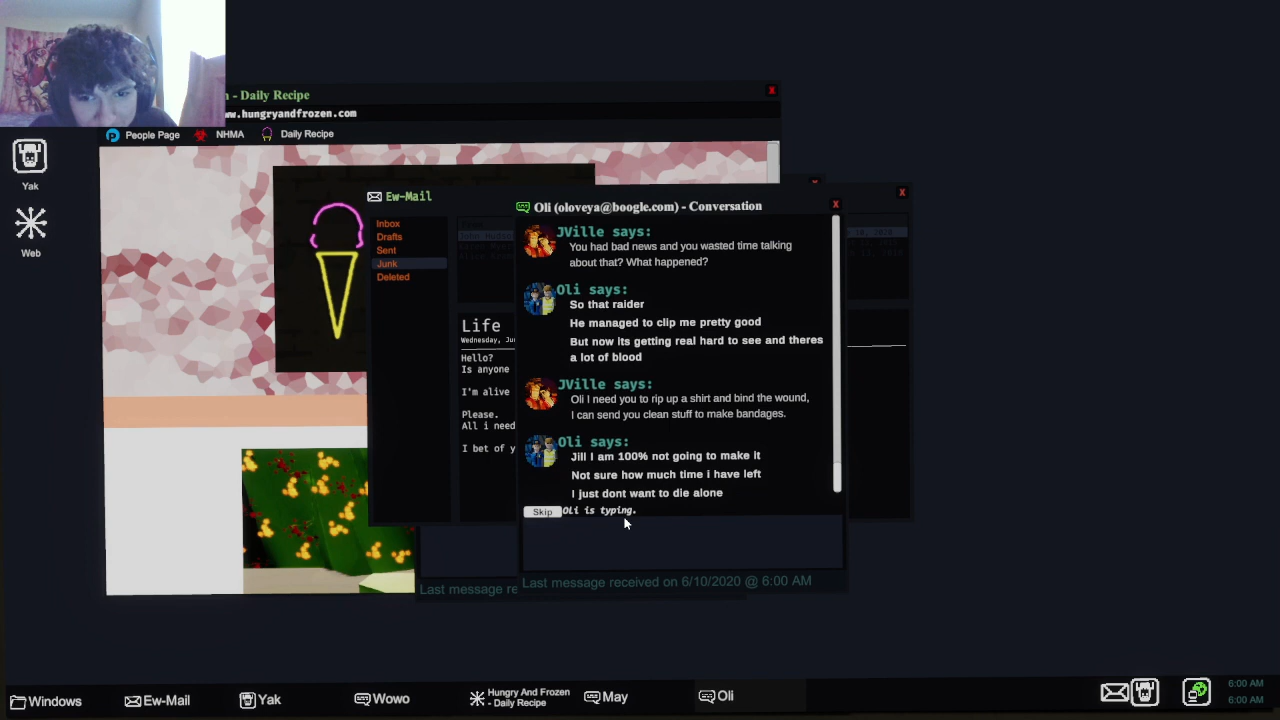 - Daily Recipe
ww.hungryandfrozen.com
People Page
NHMA
Daily Recipe
Yak
Web
Ew-Mail
Inbox
Drafts
Sent
Junk
Deleted
Life
Wednesday, Ju
Hello?
Is anyone
I'm alive
Please.
All i need
I bet of y
Oli (oloveya@boogle.com) - Conversation
JVille says:
You had bad news and you wasted time talking
about that? What happened?
Oli says:
So that raider
He managed to clip me pretty good
But now its getting real hard to see and theres
a lot of blood
JVille says:
Oli I need you to rip up a shirt and bind the wound,
I can send you clean stuff to make bandages.
Oli says:
Jill I am 100% not going to make it
Not sure how much time i have left
I just dont want to die alone
Skip
Oli is typing.
Last message received on 6/10/2020 @ 6:00 AM
Last message re
Windows
Ew-Mail
Yak
Wowo
Hungry And Frozen
- Daily Recipe
May
Oli
6:00 AM
6:00 AM